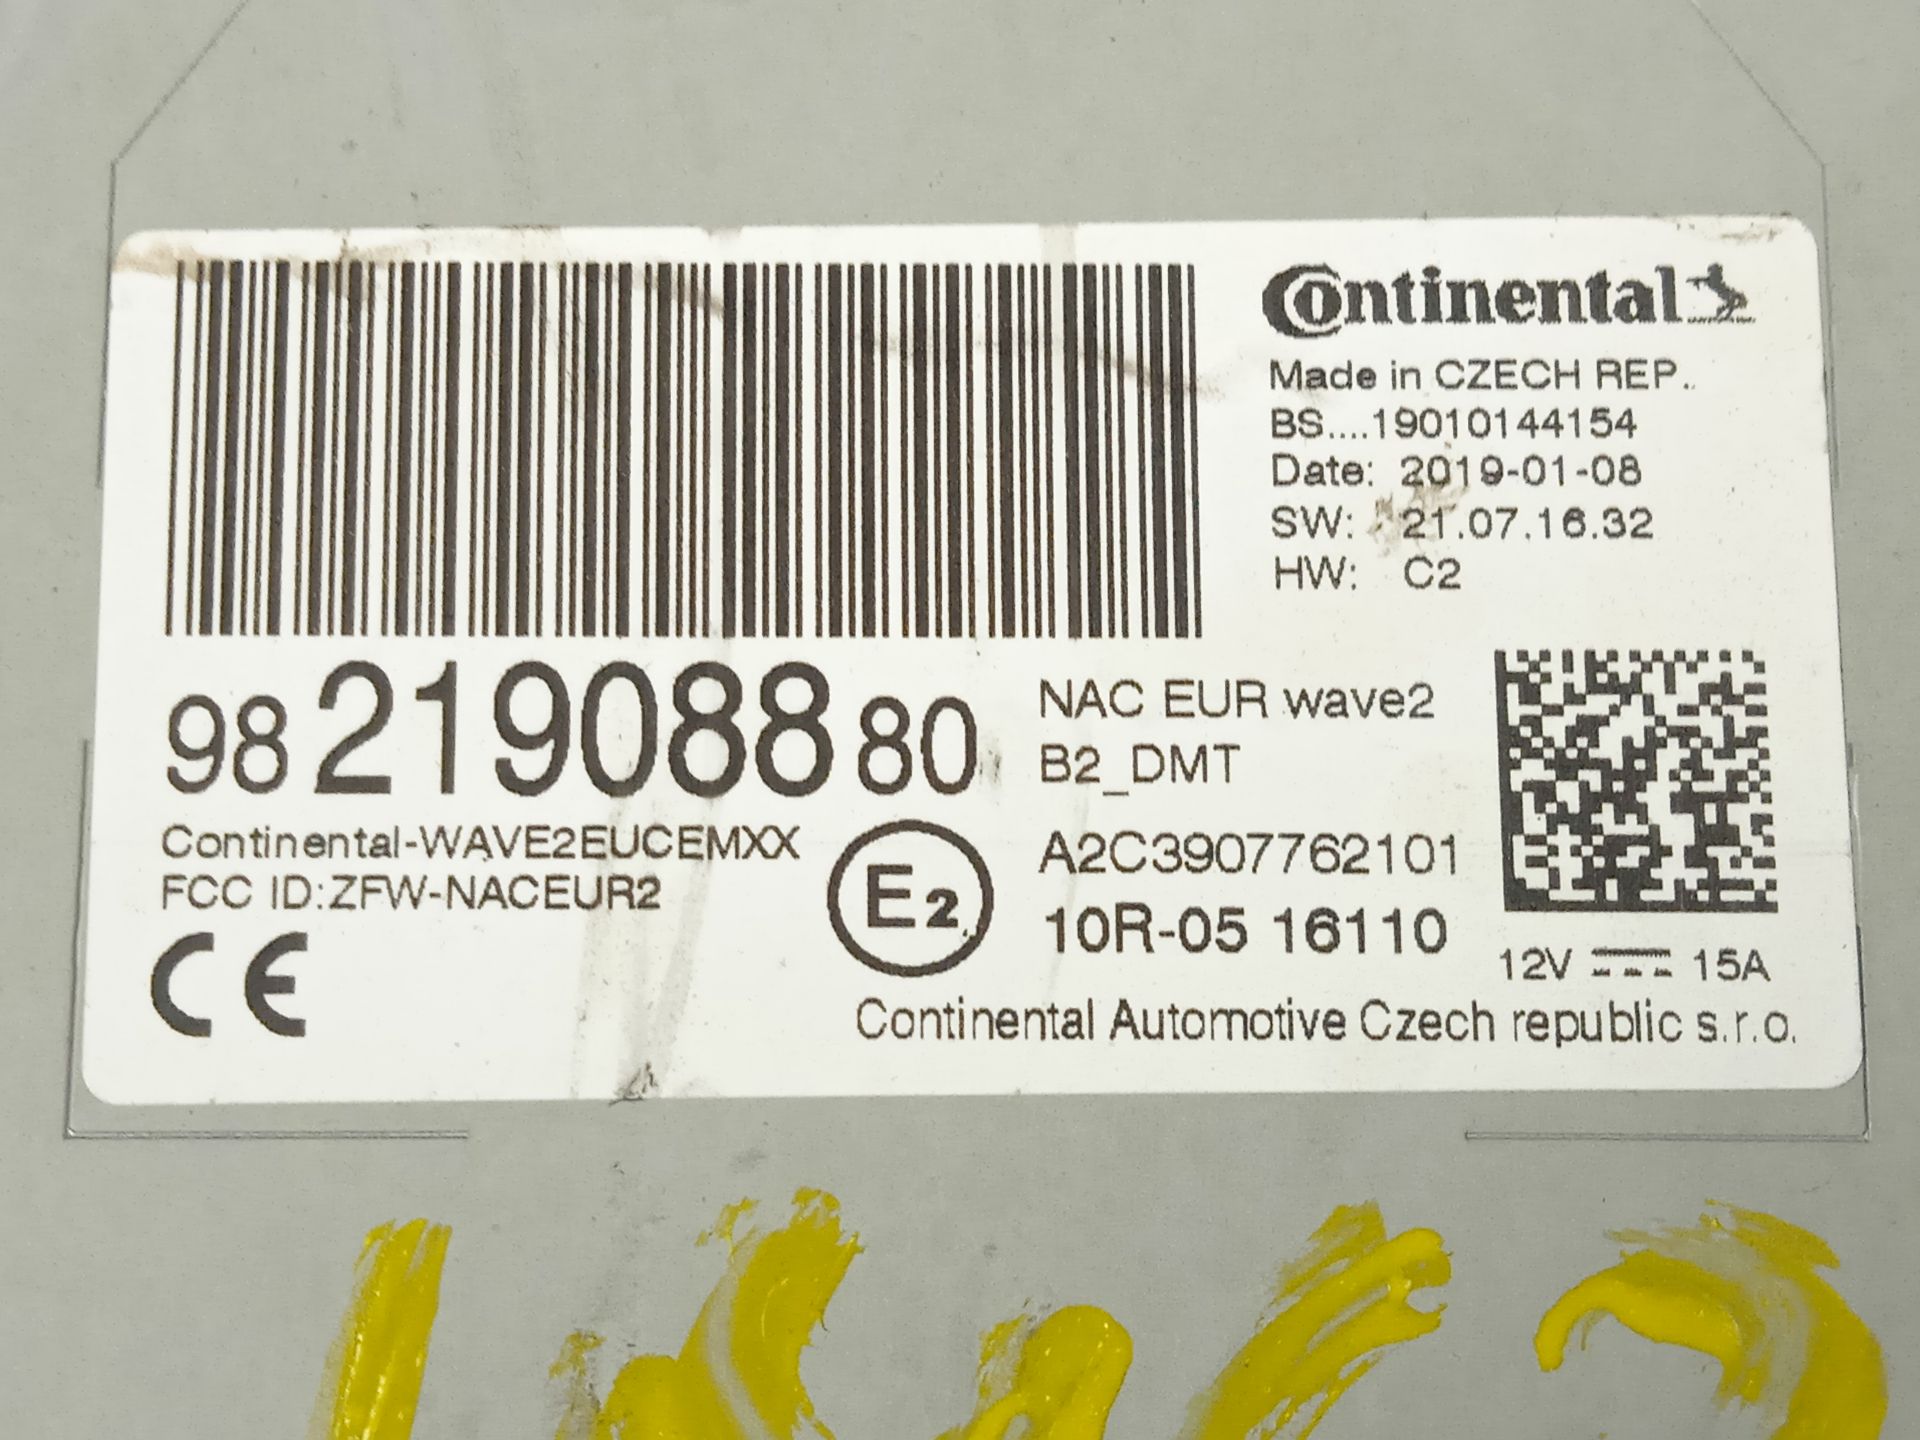 Continental
Made in CZECH REP.
BS....19010144154
Date: 2019-01-08
SW: 21.07.16.32
HW: C2
98 219088 80
NAC EUR wave2
B2_DMT
Continental-WAVE2EUCEMXX
FCC ID:ZFW-NACEUR2
E2
A2C3907762101
10R-05 16110
CE
12V 15A
Continental Automotive Czech republic s.r.o.